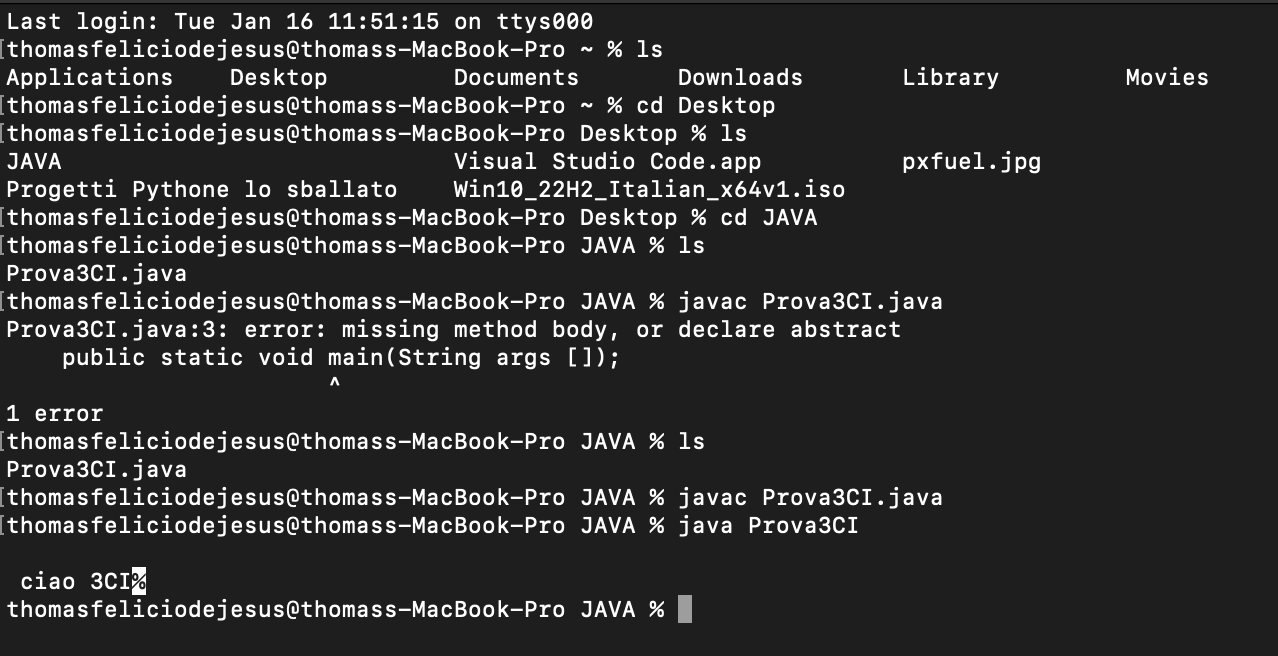 Last login: Tue Jan 16 11:51:15 on ttys000
[thomasfeliciodejesus@thomass-MacBook-Pro ~ % ls
Applications    Desktop         Documents       Downloads       Library         Movies
[thomasfeliciodejesus@thomass-MacBook-Pro ~ % cd Desktop
[thomasfeliciodejesus@thomass-MacBook-Pro Desktop % ls
JAVA                            Visual Studio Code.app          pxfuel.jpg
Progetti Pythone lo sballato    Win10_22H2_Italian_x64v1.iso
[thomasfeliciodejesus@thomass-MacBook-Pro Desktop % cd JAVA
[thomasfeliciodejesus@thomass-MacBook-Pro JAVA % ls
Prova3CI.java
[thomasfeliciodejesus@thomass-MacBook-Pro JAVA % javac Prova3CI.java
Prova3CI.java:3: error: missing method body, or declare abstract
    public static void main(String args []);
                       ^
1 error
[thomasfeliciodejesus@thomass-MacBook-Pro JAVA % ls
Prova3CI.java
[thomasfeliciodejesus@thomass-MacBook-Pro JAVA % javac Prova3CI.java
[thomasfeliciodejesus@thomass-MacBook-Pro JAVA % java Prova3CI
 ciao 3CI%
thomasfeliciodejesus@thomass-MacBook-Pro JAVA %